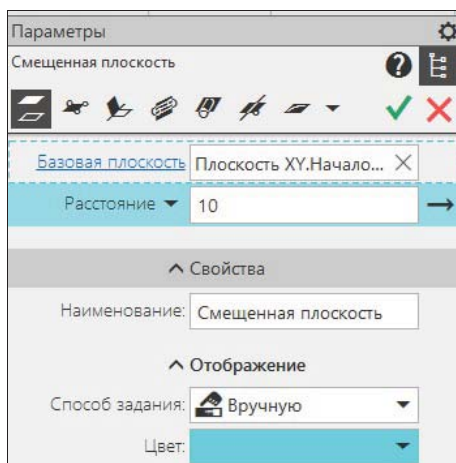 Параметры
Смещенная плоскость
Базовая плоскость Плоскость XY.Начало...
Расстояние 10
Свойства
Наименование: Смещенная плоскость
Отображение
Способ задания: Вручную
Цвет: